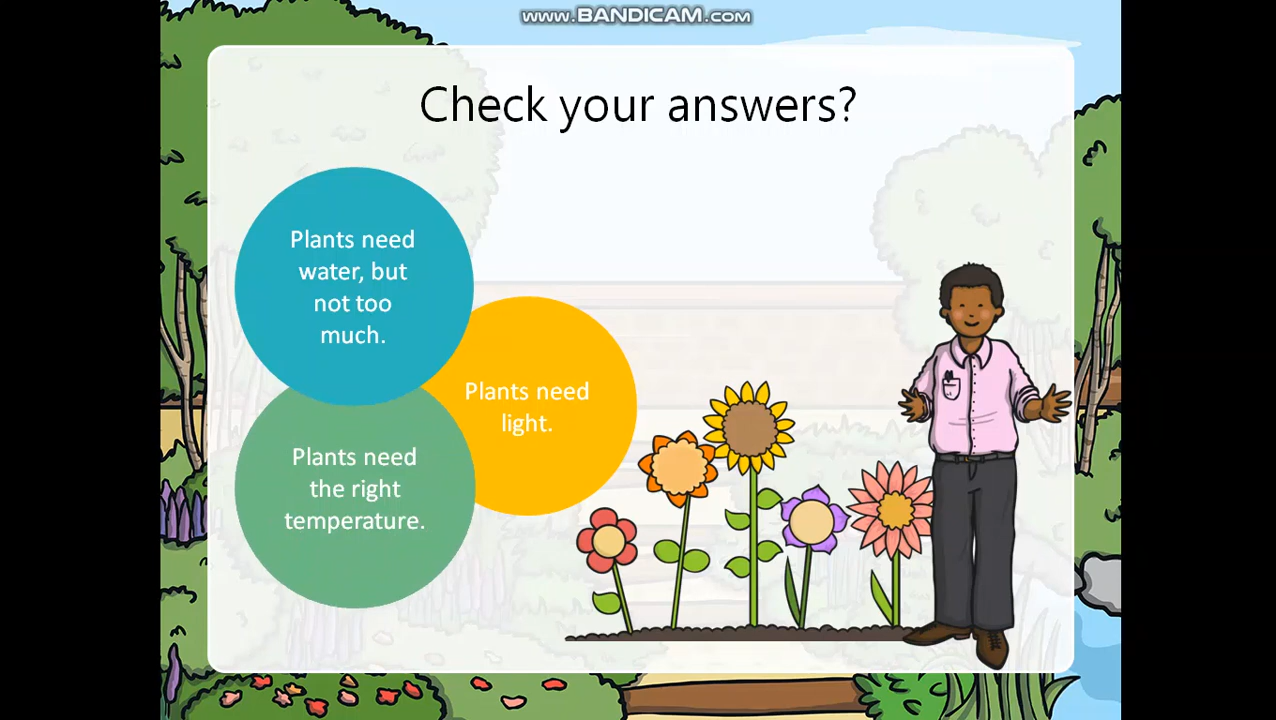 www.BANDICAM.com
Check your answers?
Plants need
water, but
not too
much.
Plants need
light.
Plants need
the right
temperature.